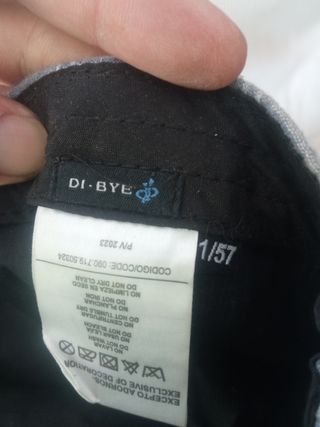 DI·BYE
1/57
EXCEPTO ADORNOS.
EXCLUSIVE OF DECORATION
NO LAVAR
DO NOT WASH
NO USAR LEJIA
DO NOT BLEACH
NO CENTRIFUGAR
DO NOT TUMBLE DRY
NO PLANCHAR
DO NOT IRON
NO LIMPIEZA EN SECO
DO NOT DRY CLEAN
CODIGO/CODE: 090.719.50324
P/V 2023